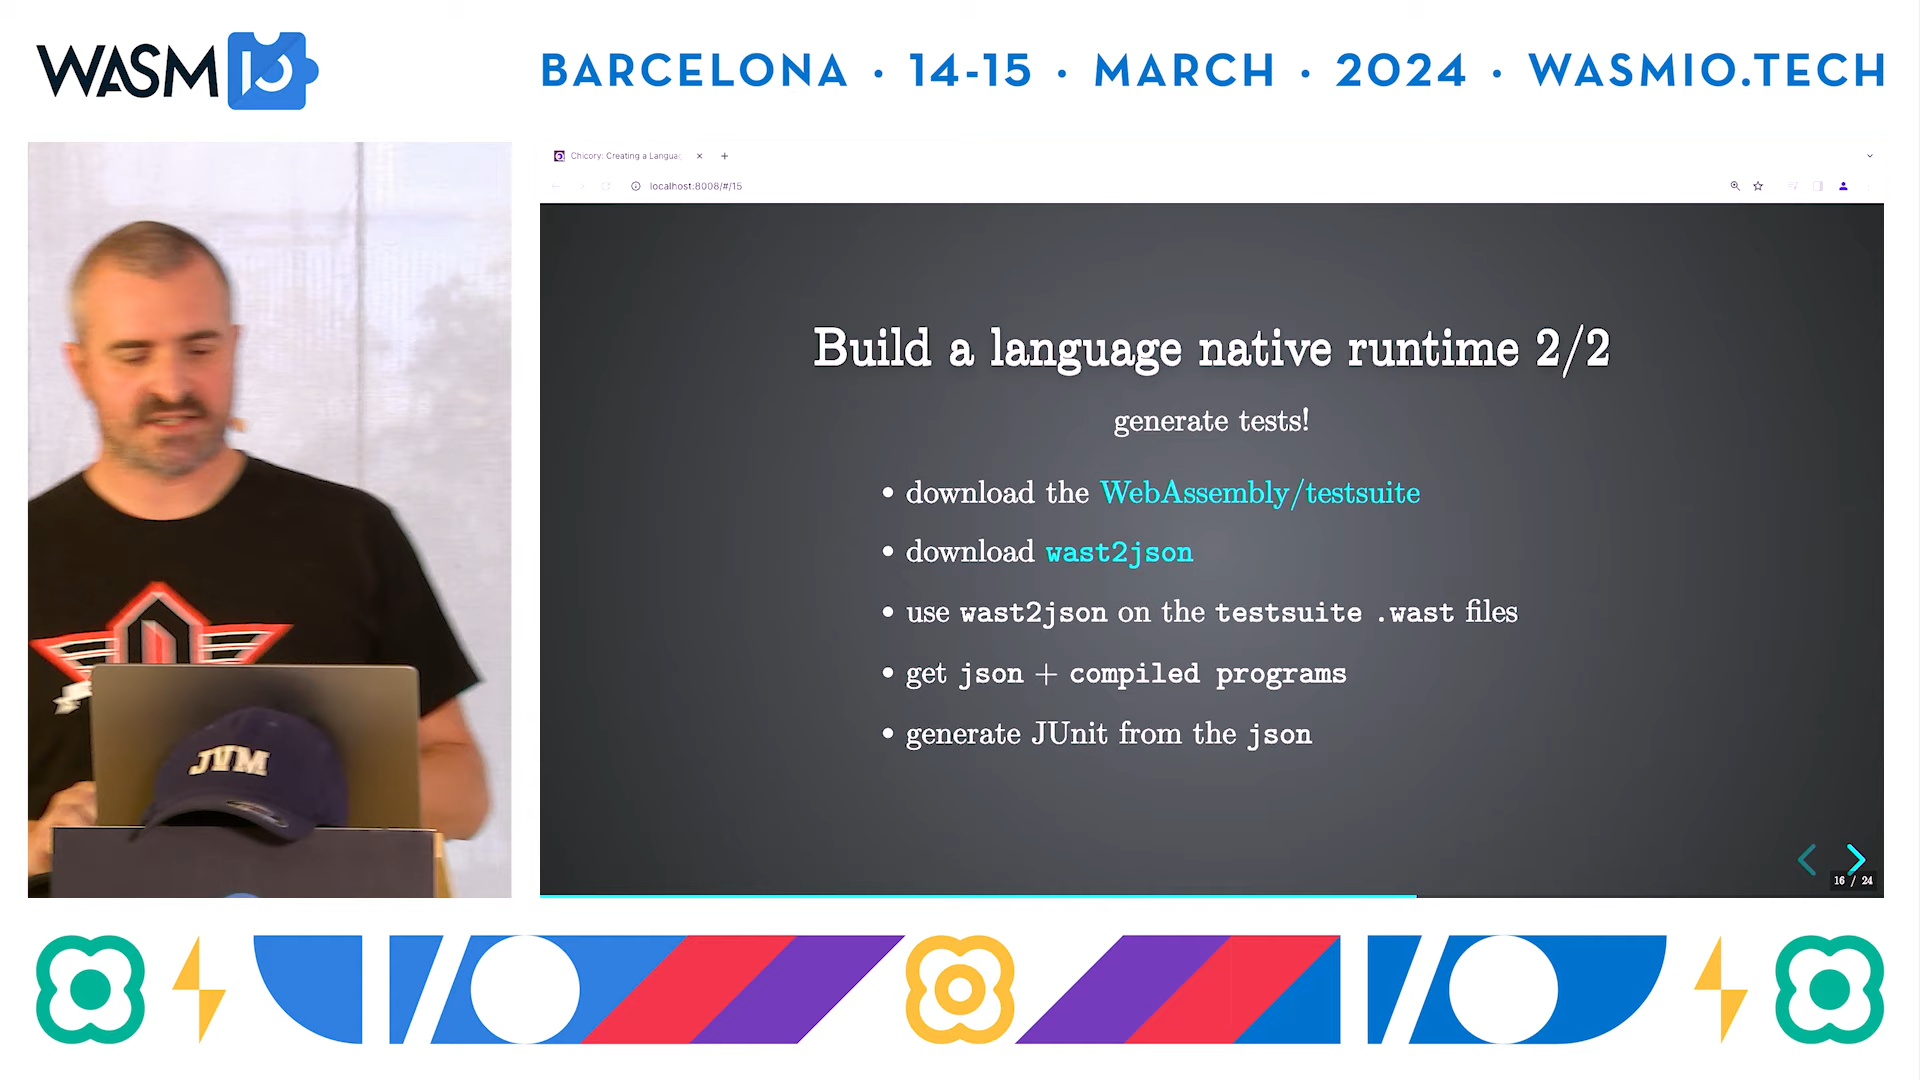 WASM
BARCELONA · 14-15 · MARCH · 2024 · WASMIO.TECH
Chicory: Creating a Langua
localhost:8008/#/15
Build a language native runtime 2/2
generate tests!
• download the WebAssembly/testsuite
• download wast2json
• use wast2json on the testsuite .wast files
• get json + compiled programs
• generate JUnit from the json
JVM
16 / 24